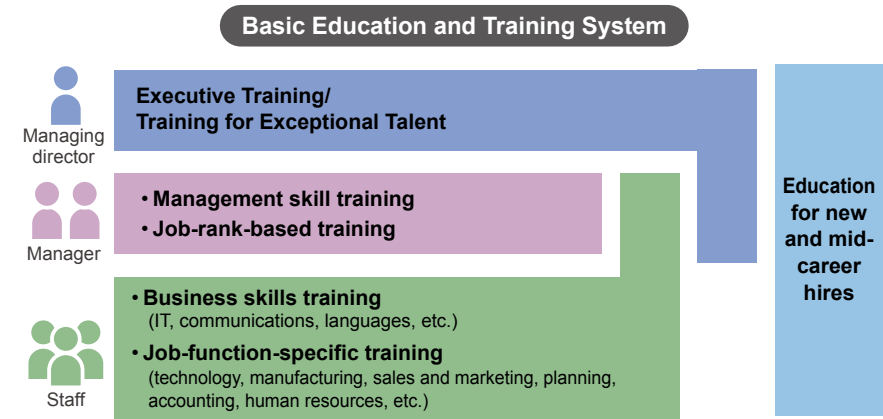 Basic Education and Training System
Managing
director
Executive Training/
Training for Exceptional Talent
Manager
• Management skill training
• Job-rank-based training
Staff
• Business skills training
(IT, communications, languages, etc.)
• Job-function-specific training
(technology, manufacturing, sales and marketing, planning,
accounting, human resources, etc.)
Education
for new
and mid-
career
hires